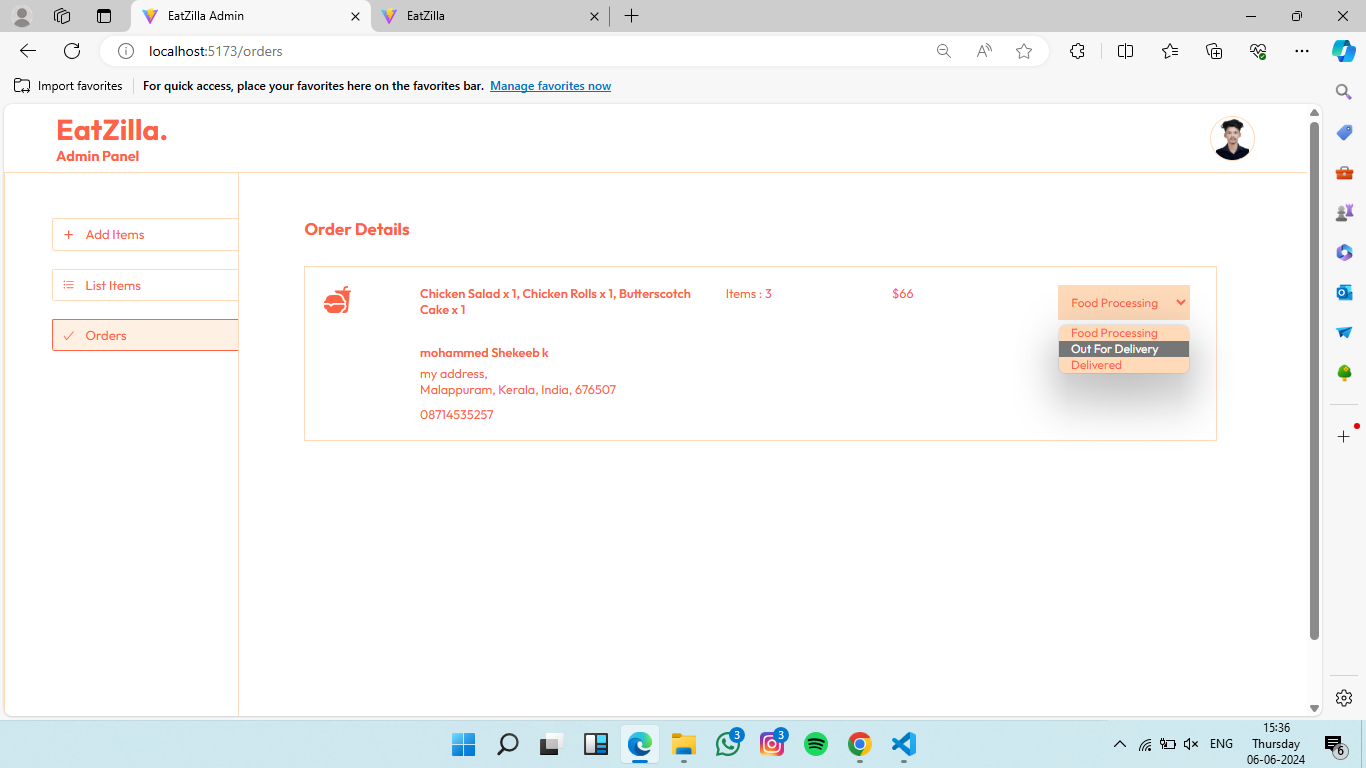 EatZilla Admin
EatZilla
localhost:5173/orders
Import favorites
For quick access, place your favorites here on the favorites bar. Manage favorites now
EatZilla.
Admin Panel
Add Items
List Items
Orders
Order Details
Chicken Salad x 1, Chicken Rolls x 1, Butterscotch
Cake x 1
Items : 3
$66
Food Processing
Food Processing
Out For Delivery
Delivered
mohammed Shekeeb k
my address,
Malappuram, Kerala, India, 676507
08714535257
3
3
ENG
15:36
Thursday
06-06-2024
6